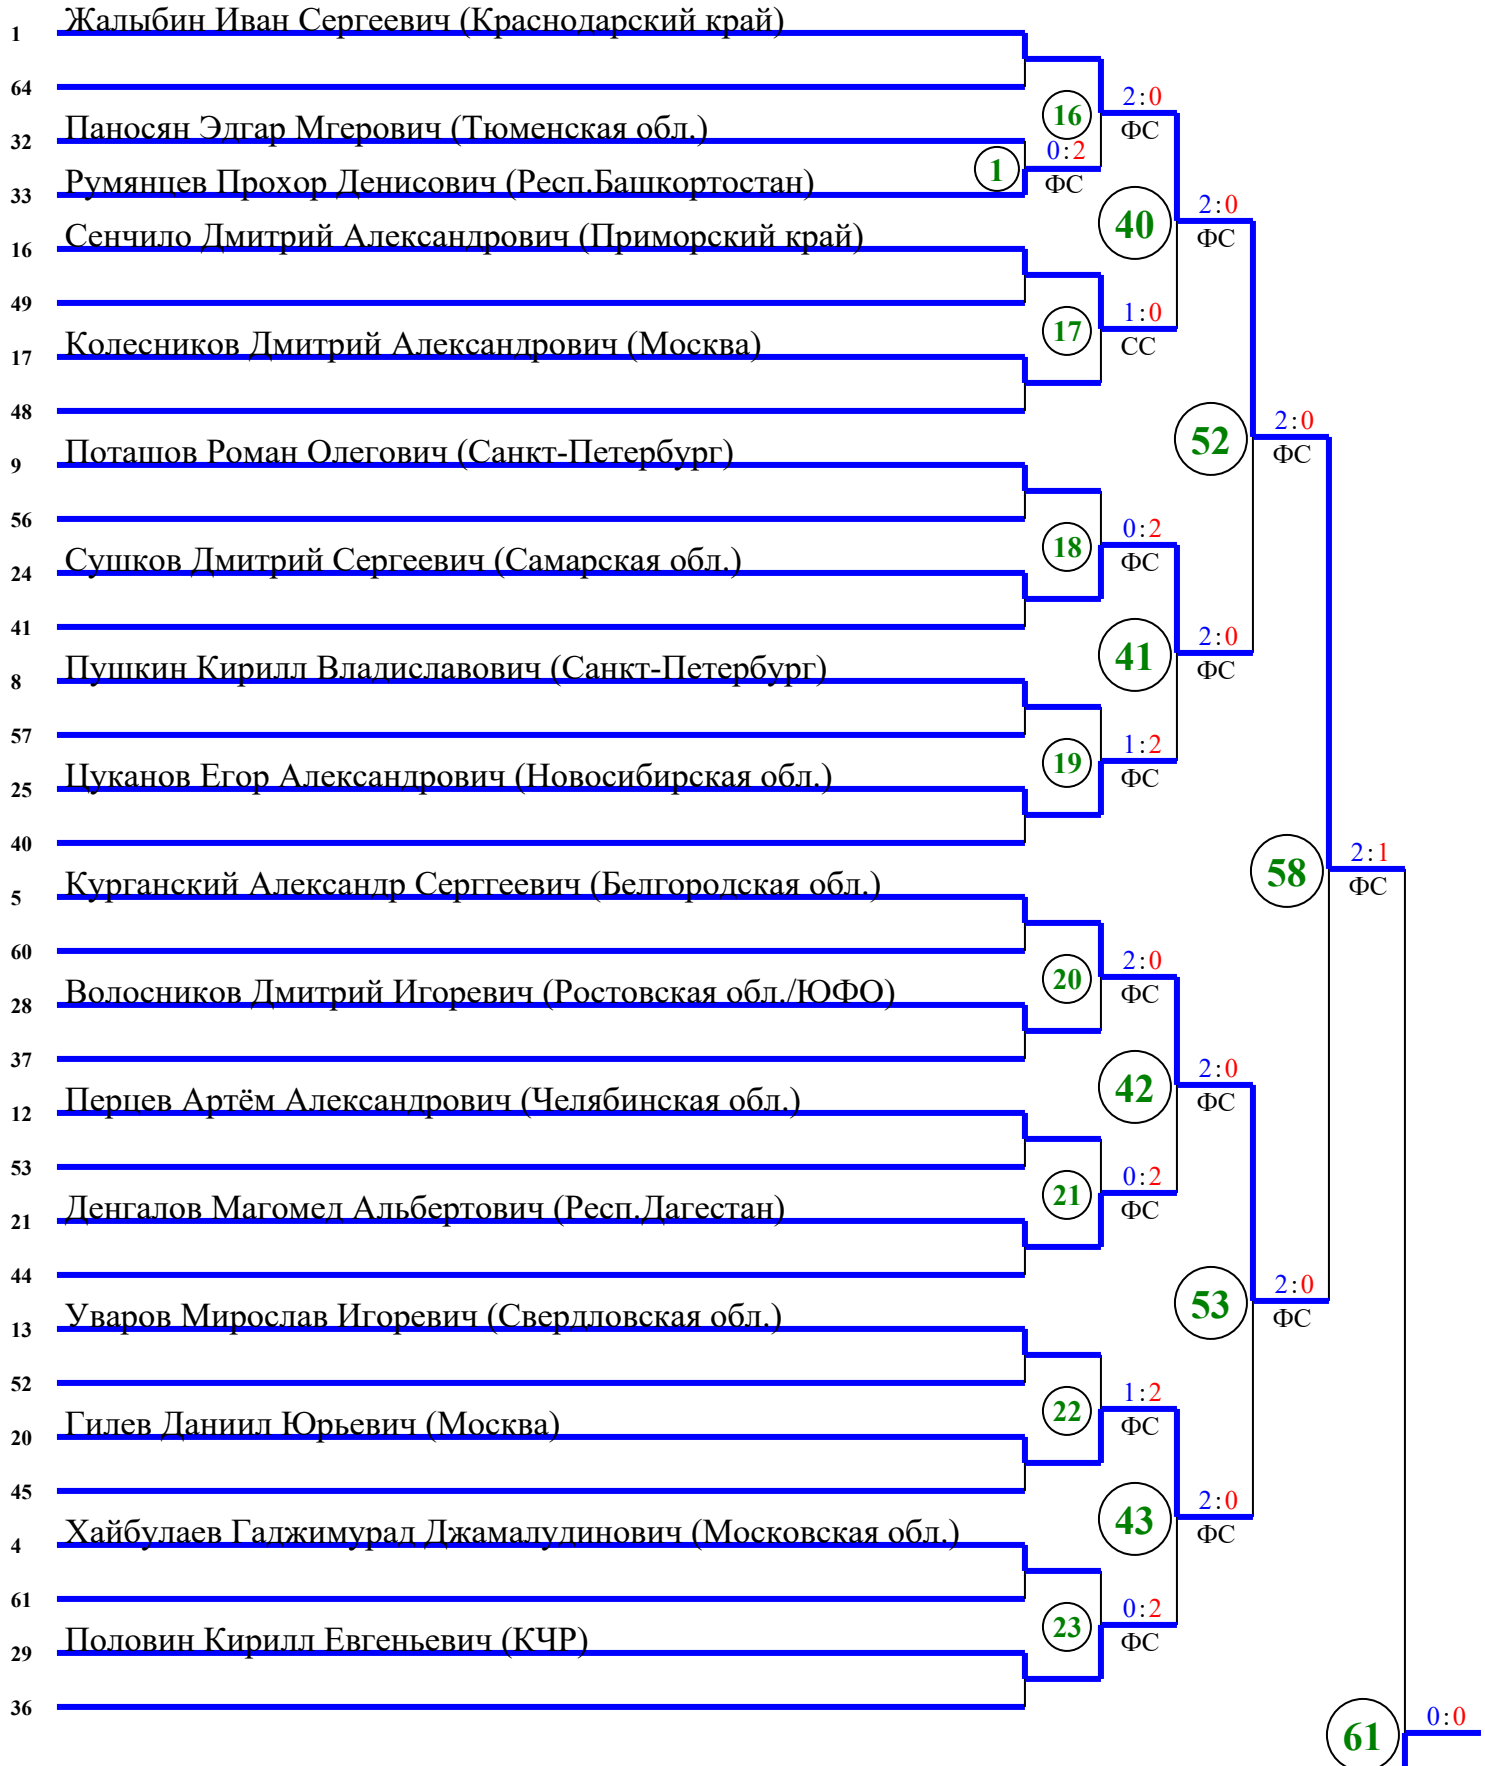 Жалыбин Иван Сергеевич (Краснодарский край)
1
64
2:0
16
ФС
Паносян Эдгар Мгерович (Тюменская обл.)
32
0:2
1
ФС
Румянцев Прохор Денисович (Респ.Башкортостан)
33
2:0
40
ФС
Сенчило Дмитрий Александрович (Приморский край)
16
49
1:0
17
СС
Колесников Дмитрий Александрович (Москва)
17
48
2:0
52
ФС
Поташов Роман Олегович (Санкт-Петербург)
9
56
0:2
18
ФС
Сушков Дмитрий Сергеевич (Самарская обл.)
24
41
2:0
41
ФС
Пушкин Кирилл Владиславович (Санкт-Петербург)
8
57
1:2
19
ФС
Цуканов Егор Александрович (Новосибирская обл.)
25
40
2:1
58
ФС
Курганский Александр Серггеевич (Белгородская обл.)
5
60
2:0
20
ФС
Волосников Дмитрий Игоревич (Ростовская обл./ЮФО)
28
37
2:0
42
ФС
Перцев Артём Александрович (Челябинская обл.)
12
53
0:2
21
ФС
Денгалов Магомед Альбертович (Респ.Дагестан)
21
44
2:0
53
ФС
Уваров Мирослав Игоревич (Свердловская обл.)
13
52
1:2
22
ФС
Гилев Даниил Юрьевич (Москва)
20
45
2:0
43
ФС
Хайбулаев Гаджимурад Джамалудинович (Московская обл.)
4
61
0:2
23
ФС
Половин Кирилл Евгеньевич (КЧР)
29
36
0:0
61